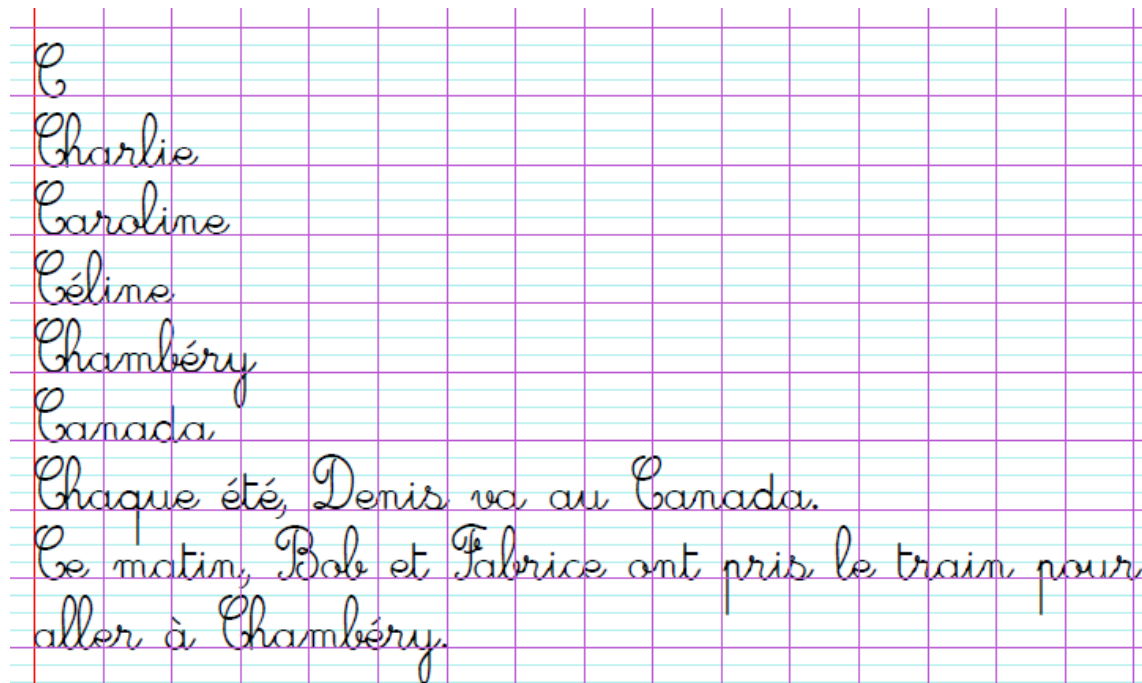 C
Charlie
Caroline
Céline
Chambéry
Canada
Chaque été, Denis va au Canada.
Ce matin, Bob et Fabrice ont pris le train pour
aller à Chambéry.